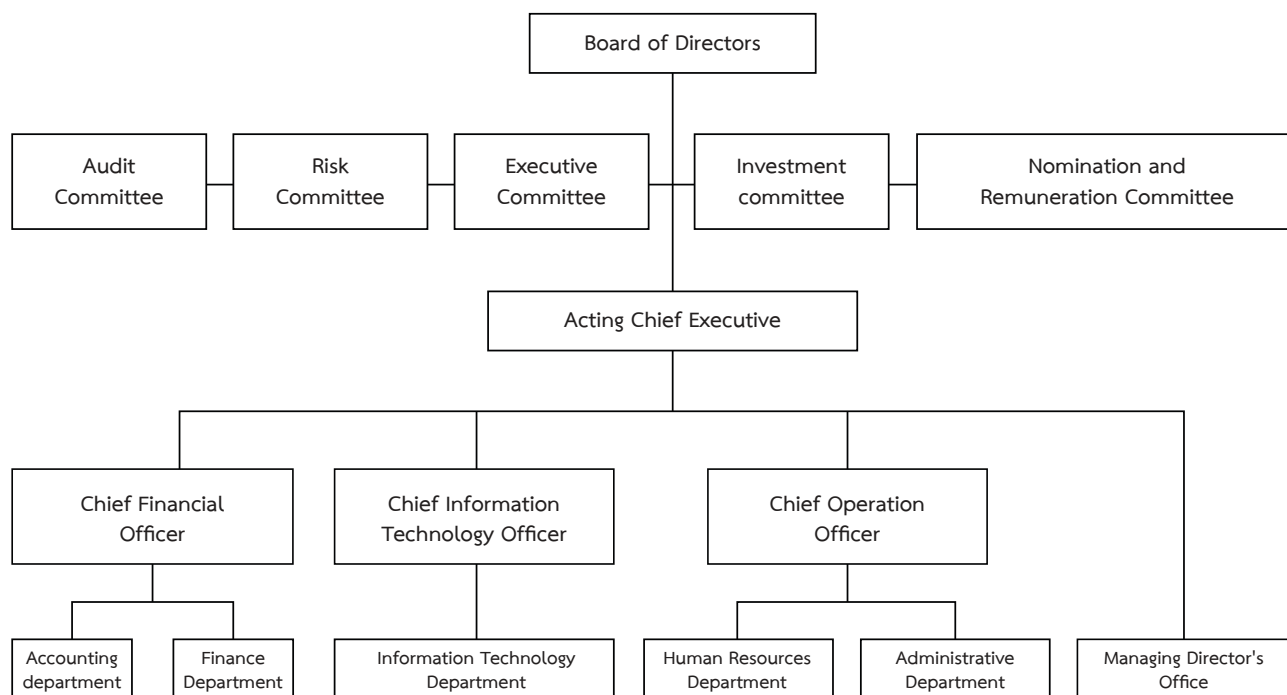 Board of Directors
Audit
Committee
Risk
Committee
Executive
Committee
Investment
committee
Nomination and
Remuneration Committee
Acting Chief Executive
Chief Financial
Officer
Chief Information
Technology Officer
Chief Operation
Officer
Accounting
department
Finance
Department
Information Technology
Department
Human Resources
Department
Administrative
Department
Managing Director's
Office